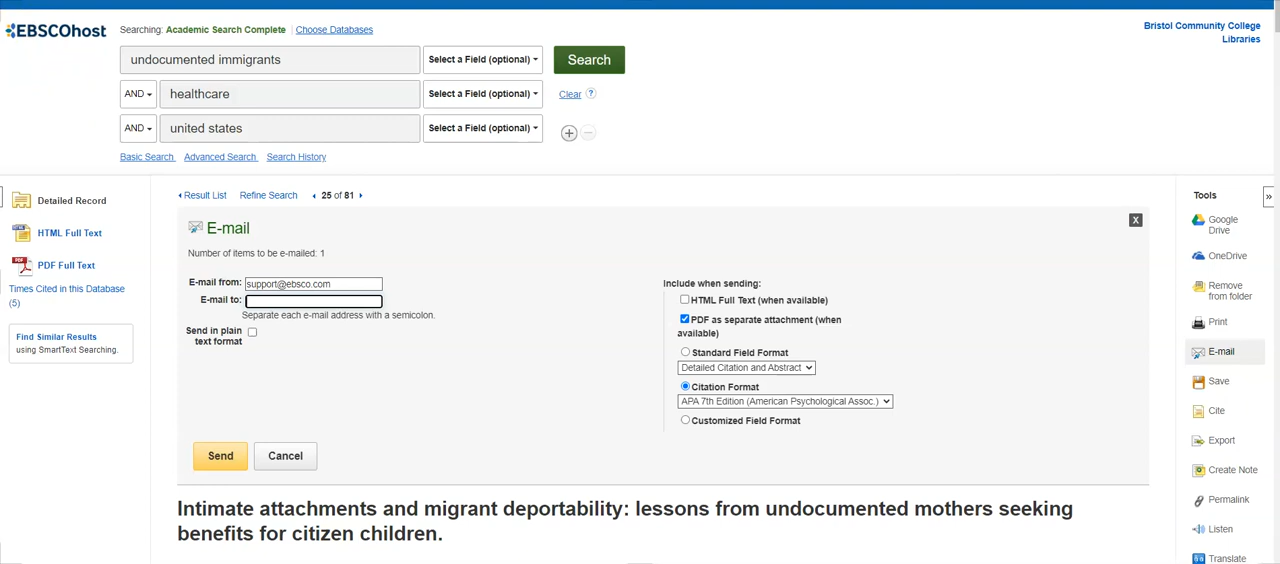 EBSCOhost
Searching: Academic Search Complete | Choose Databases
Bristol Community College
Libraries
undocumented immigrants Select a Field (optional) Search
AND healthcare Select a Field (optional) Clear ?
AND united states Select a Field (optional)
Basic Search Advanced Search Search History
Detailed Record
HTML Full Text
PDF Full Text
Times Cited in this Database
(5)
Find Similar Results
using SmartText Searching.
Result List Refine Search 25 of 81
E-mail
X
Number of items to be e-mailed: 1
E-mail from: support@ebsco.com
E-mail to:
Separate each e-mail address with a semicolon.
Send in plain
text format
Include when sending:
HTML Full Text (when available)
PDF as separate attachment (when
available)
Standard Field Format
Detailed Citation and Abstract
Citation Format
APA 7th Edition (American Psychological Assoc.)
Customized Field Format
Send Cancel
Intimate attachments and migrant deportability: lessons from undocumented mothers seeking
benefits for citizen children.
Tools
»
Google
Drive
OneDrive
Remove
from folder
Print
E-mail
Save
Cite
Export
Create Note
Permalink
Listen
Translate